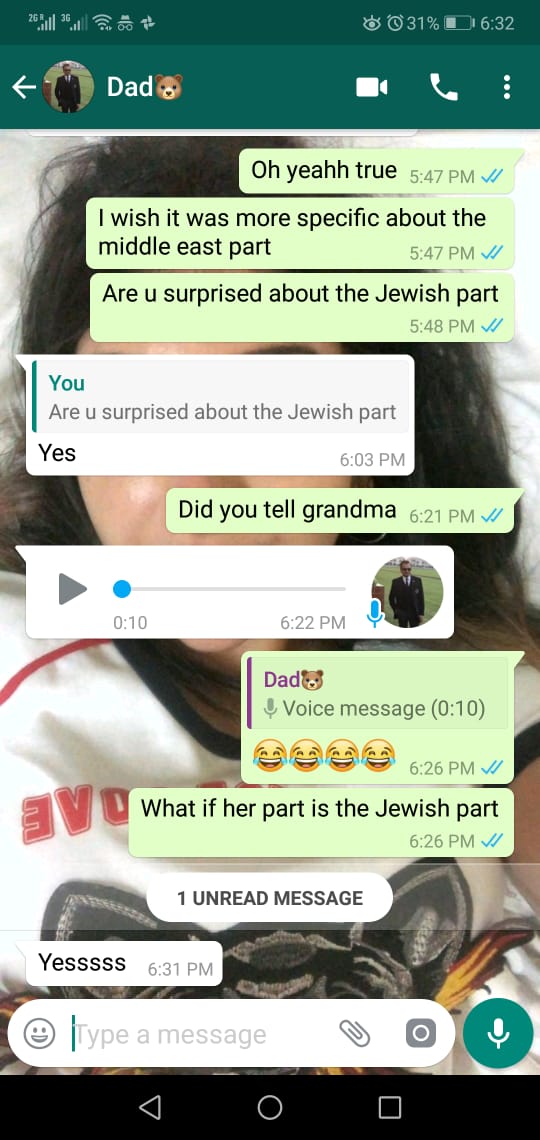 2G R 3G 31% 6:32
Dad🐻
Oh yeahh true 5:47 PM
I wish it was more specific about the
middle east part 5:47 PM
Are u surprised about the Jewish part
5:48 PM
You
Are u surprised about the Jewish part
Yes 6:03 PM
Did you tell grandma 6:21 PM
0:10 6:22 PM
Dad🐻
Voice message (0:10)
😂😂😂😂 6:26 PM
What if her part is the Jewish part
6:26 PM
1 UNREAD MESSAGE
Yesssss 6:31 PM
Type a message